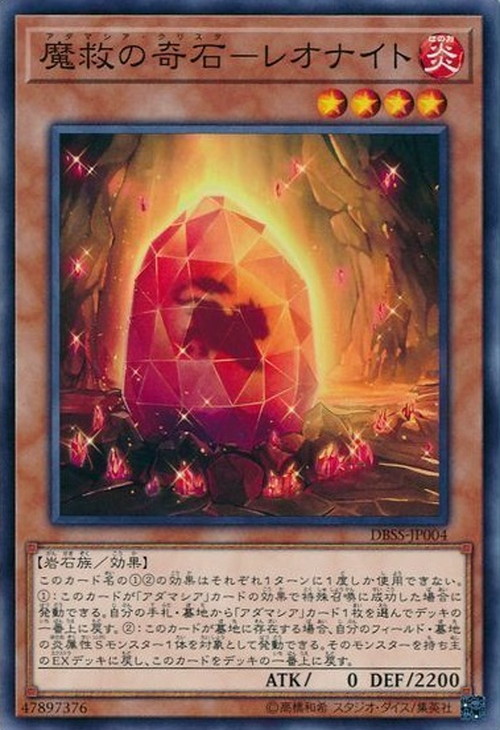 アダマシア・クリスタ
魔救の奇石－レオナイト
ほのお
炎
DBSS-JP004
【岩石族／効果】
このカード名の①②の効果はそれぞれ１ターンに１度しか使用できない。
①：このカードが「アダマシア」カードの効果で特殊召喚に成功した場合に
発動できる。自分の手札・墓地から「アダマシア」カード１枚を選んでデッキの
一番上に戻す。②：このカードが墓地に存在する場合、自分のフィールド・墓地
の炎属性Ｓモンスター１体を対象として発動できる。そのモンスターを持ち主
のＥＸデッキに戻し、このカードをデッキの一番上に戻す。
ATK/ 0 DEF/2200
47897376 ©高橋和希 スタジオ・ダイス/集英社